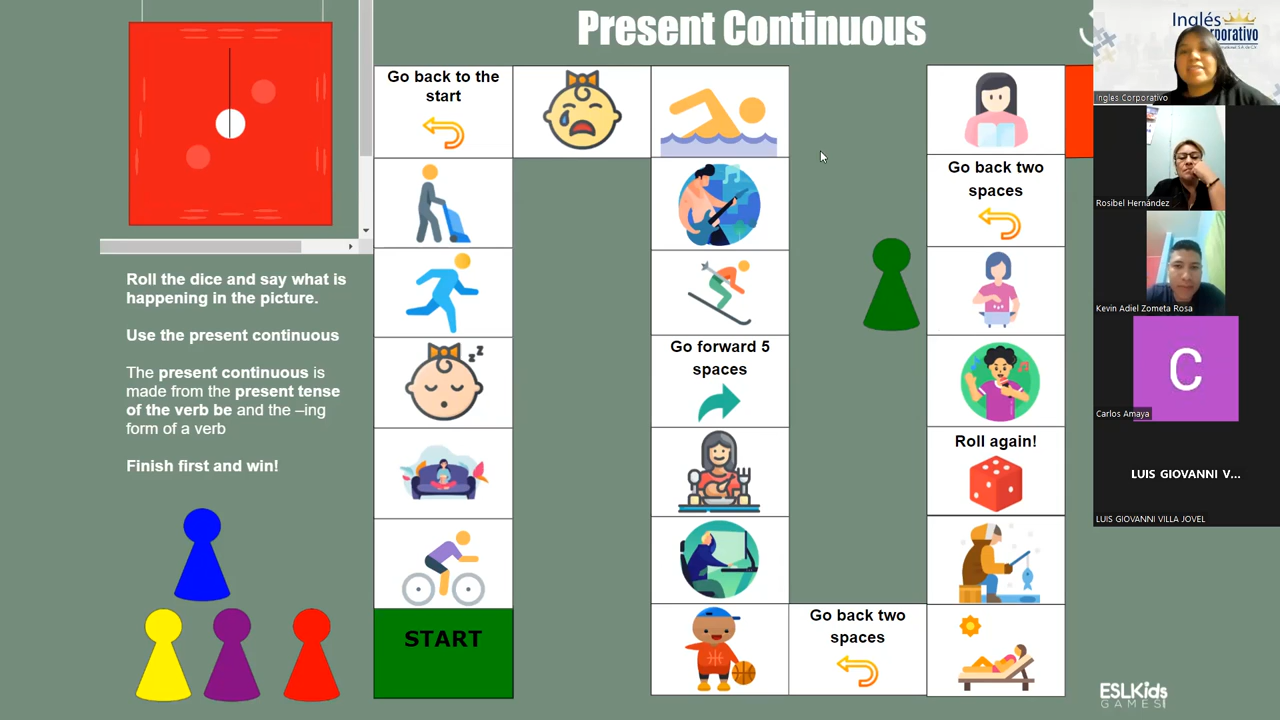 Present Continuous
Go back to the
start
Go back two
spaces
Go forward 5
spaces
Roll again!
Go back two
spaces
START
Roll the dice and say what is
happening in the picture.
Use the present continuous
The present continuous is
made from the present tense
of the verb be and the –ing
form of a verb
Finish first and win!
ESLKids
GAMES
Inglés
Ingles Corporativo
Rosibel Hernández
Kevin Adiel Zometa Rosa
C
Carlos Amaya
LUIS GIOVANNI V...
LUIS GIOVANNI VILLA JOVEL